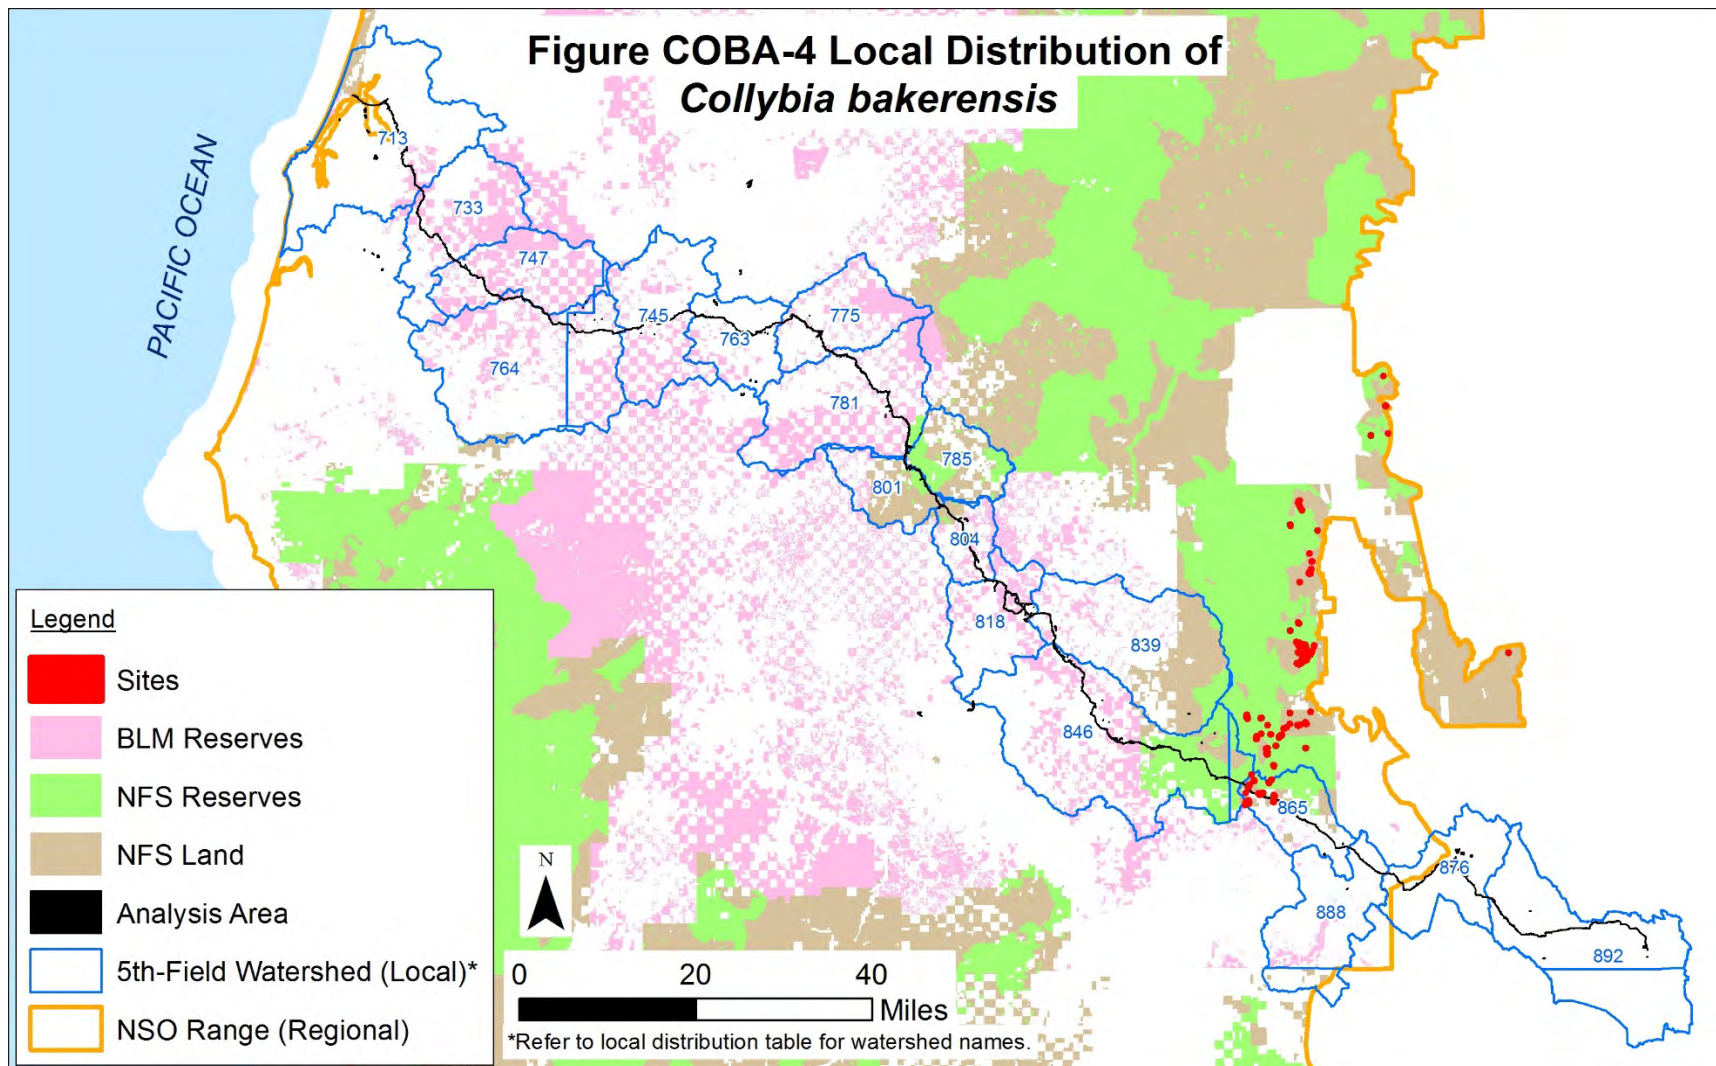 Figure COBA-4 Local Distribution of
Collybia bakerensis
PACIFIC OCEAN
713
733
747
745
775
763
764
781
785
801
804
818
839
846
865
876
888
892
Legend
Sites
BLM Reserves
NFS Reserves
NFS Land
Analysis Area
5th-Field Watershed (Local)*
NSO Range (Regional)
N
0 20 40
Miles
*Refer to local distribution table for watershed names.